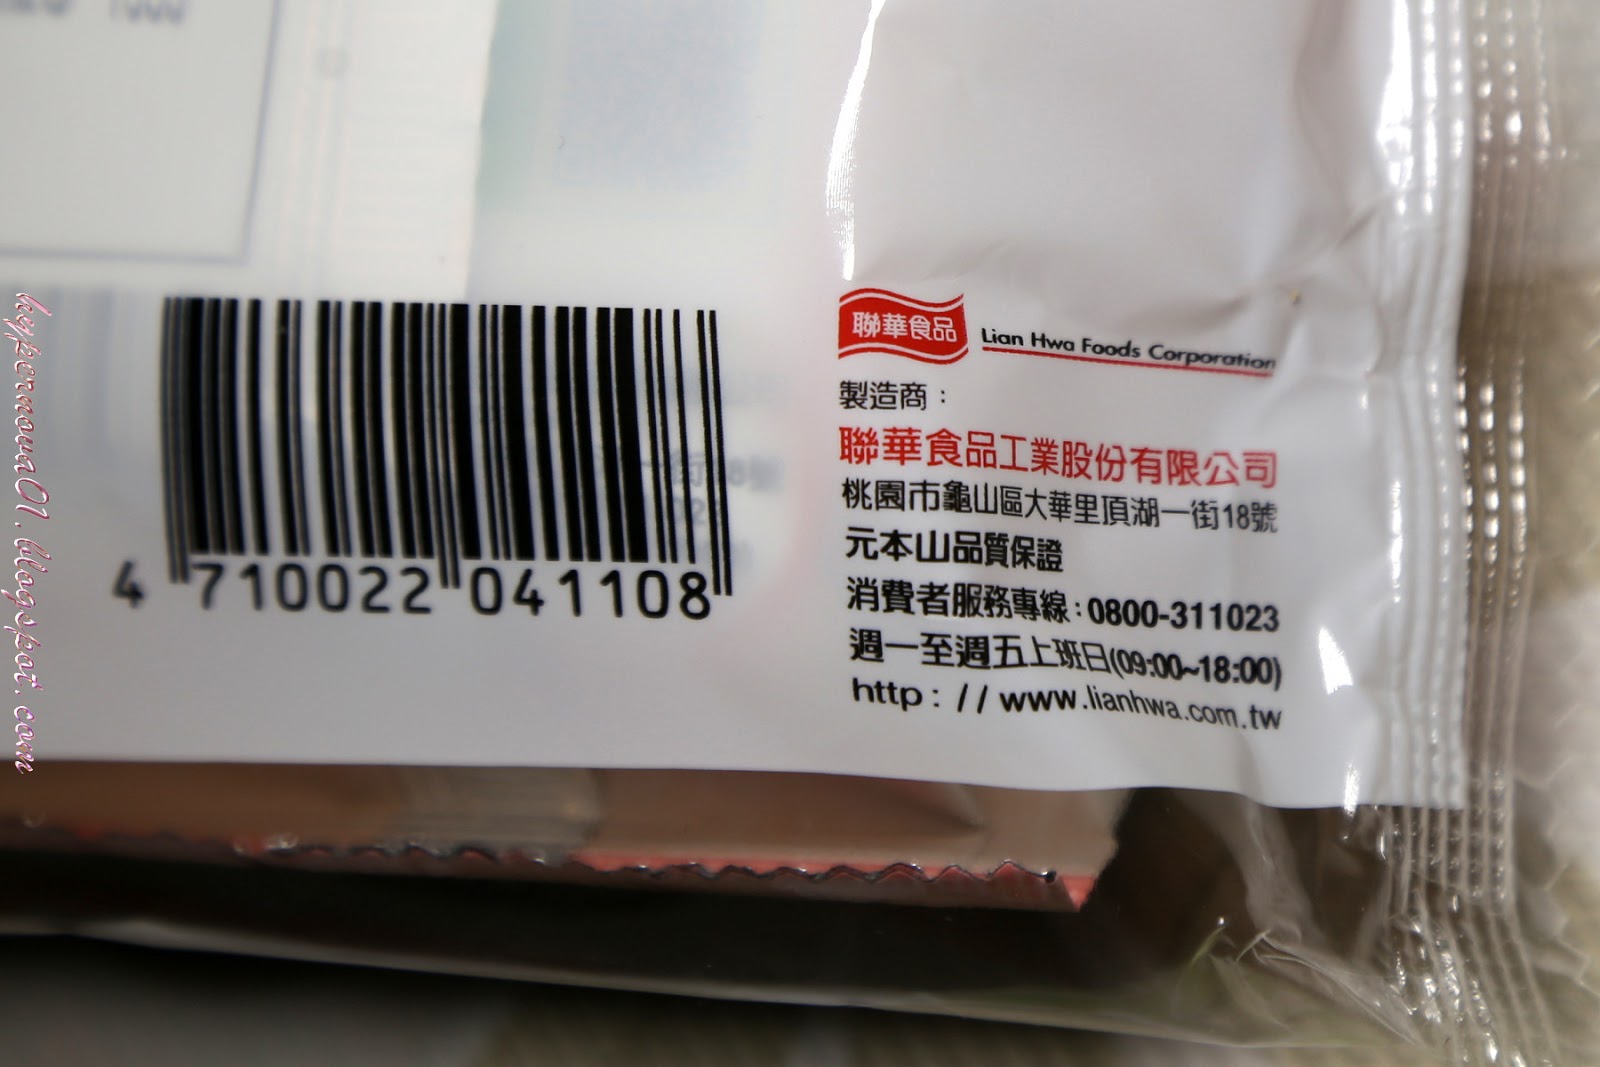 聯華食品
Lian Hwa Foods Corporation
製造商：
聯華食品工業股份有限公司
桃園市龜山區大華里頂湖一街18號
元本山品質保證
消費者服務專線：0800-311023
週一至週五上班日(09:00~18:00)
http：//www.lianhwa.com.tw
4 710022 041108
hypernana01.blogspot.com